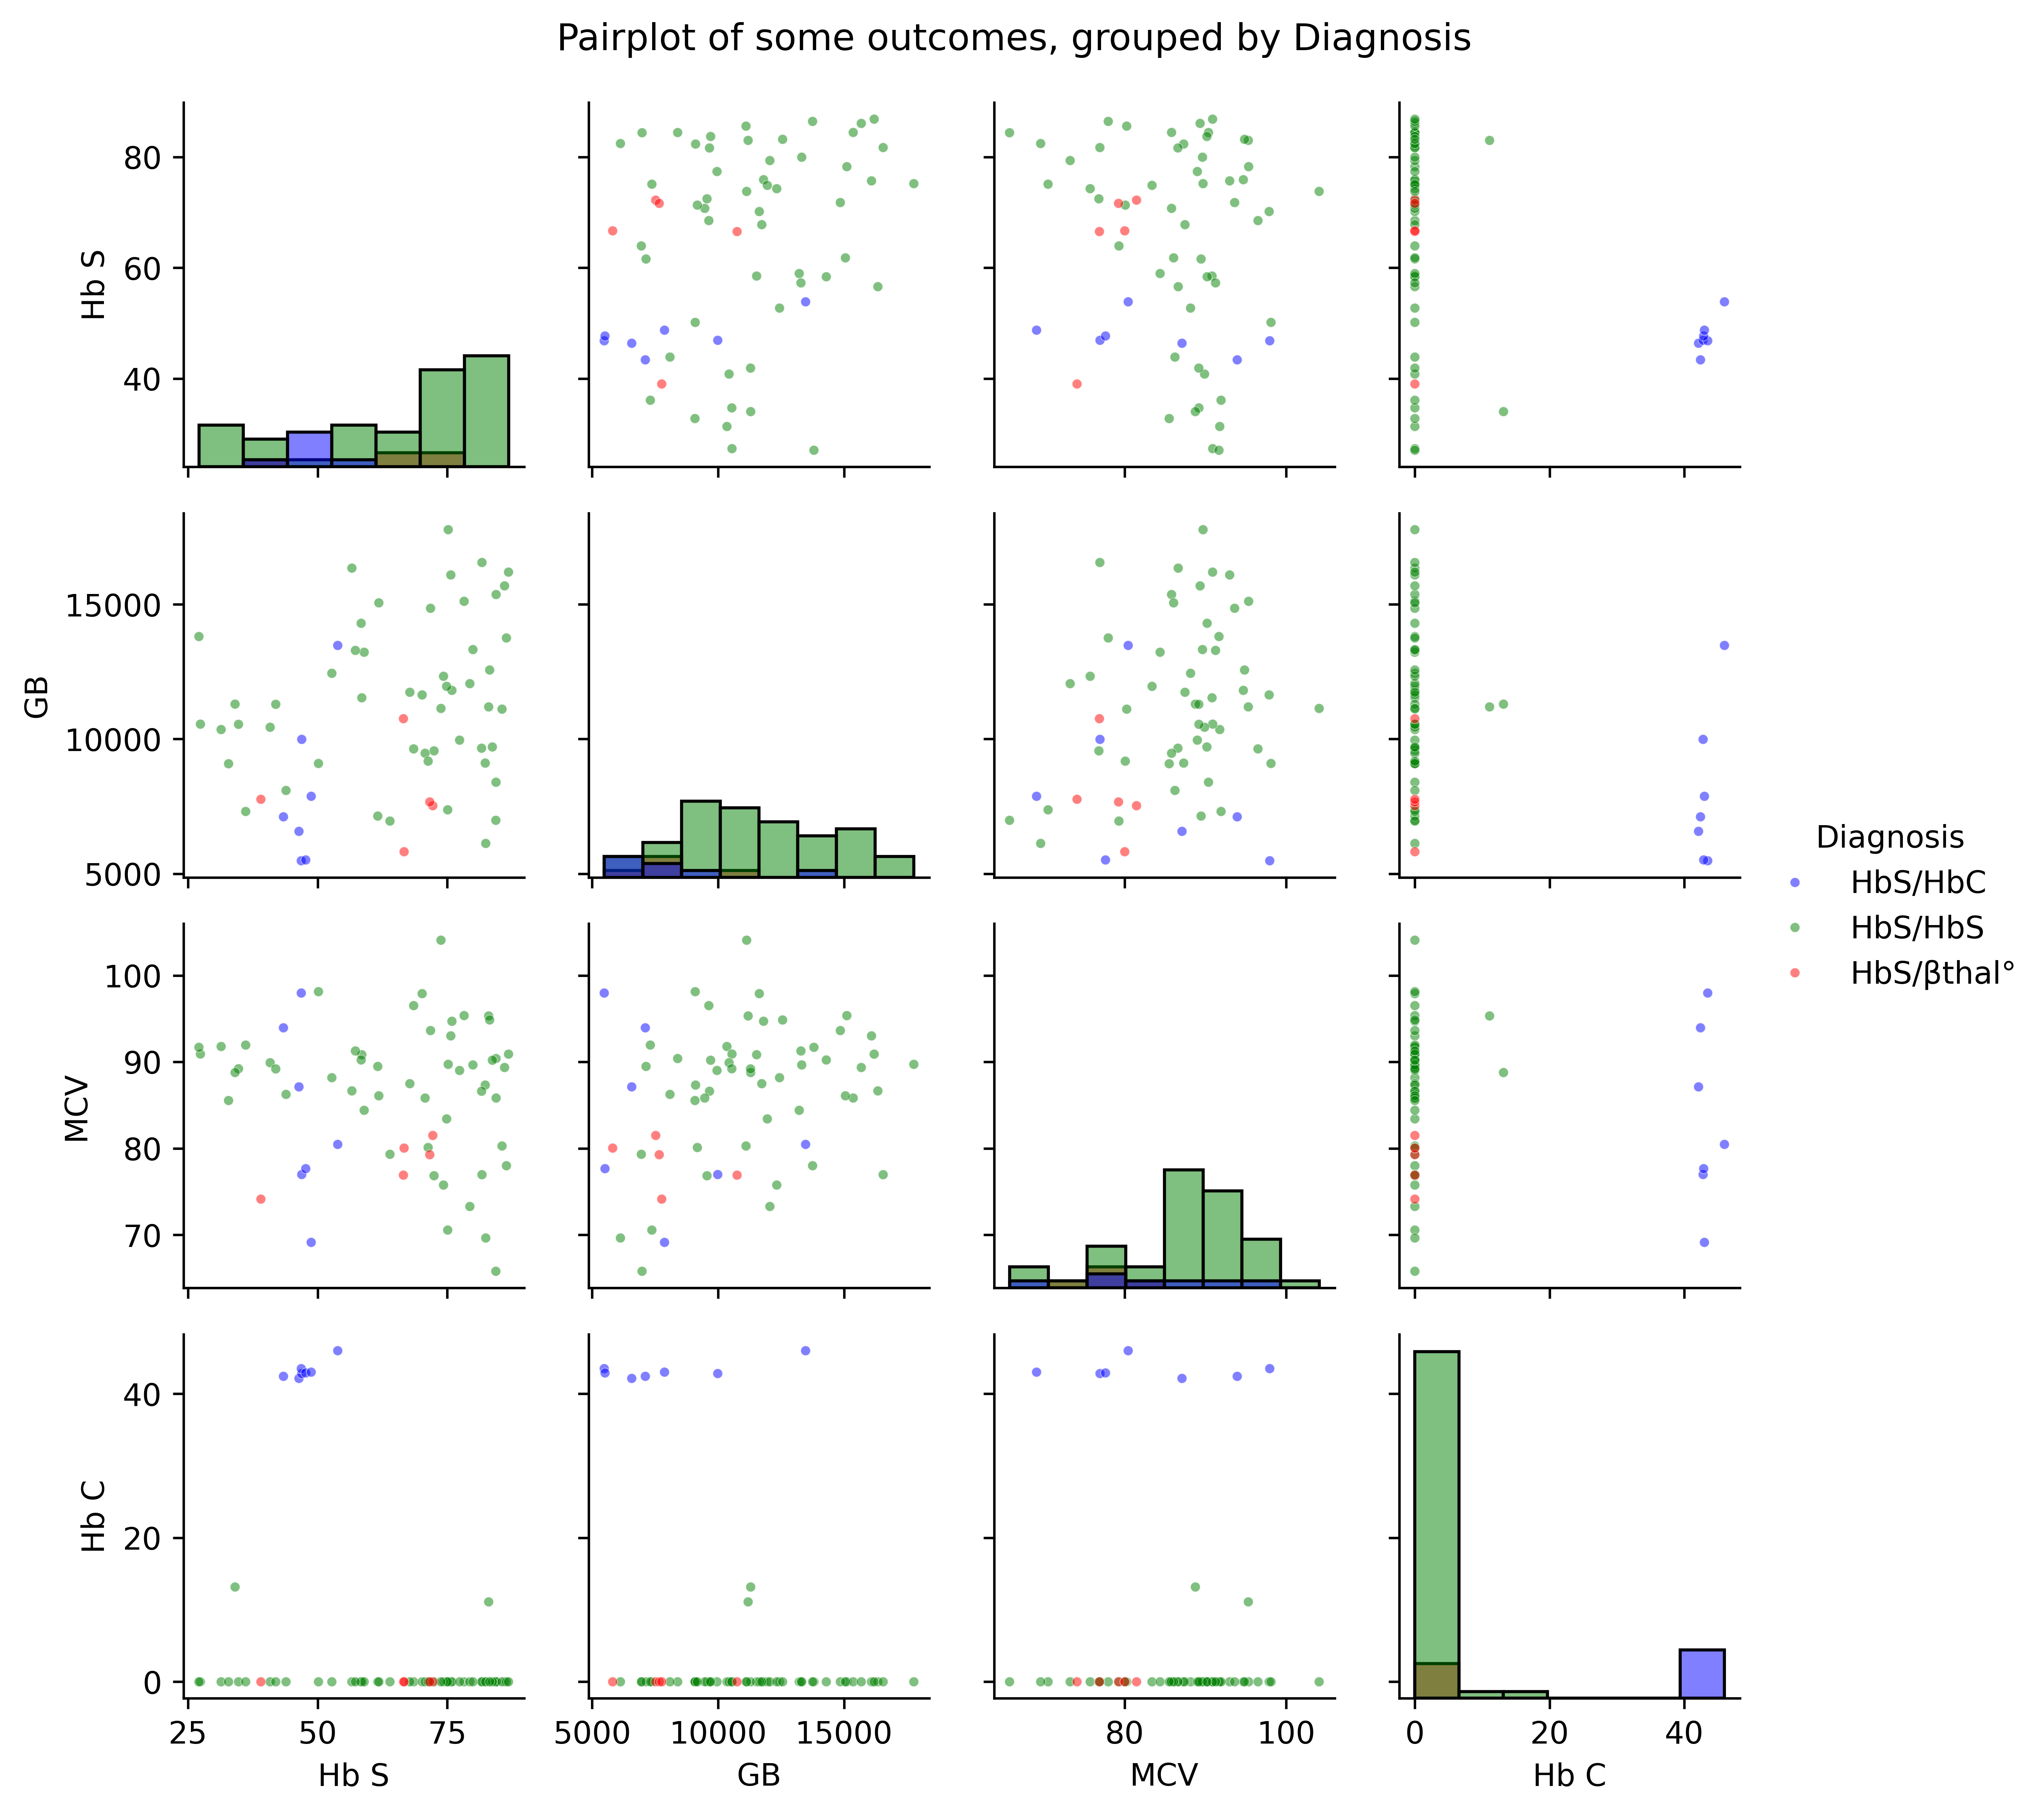 Pairplot of some outcomes, grouped by Diagnosis
80
60
40
Hb S
15000
10000
5000
GB
100
90
80
70
MCV
40
20
0
Hb C
25 50 75
Hb S
5000 10000 15000
GB
80 100
MCV
0 20 40
Hb C
Diagnosis
HbS/HbC
HbS/HbS
HbS/βthal°